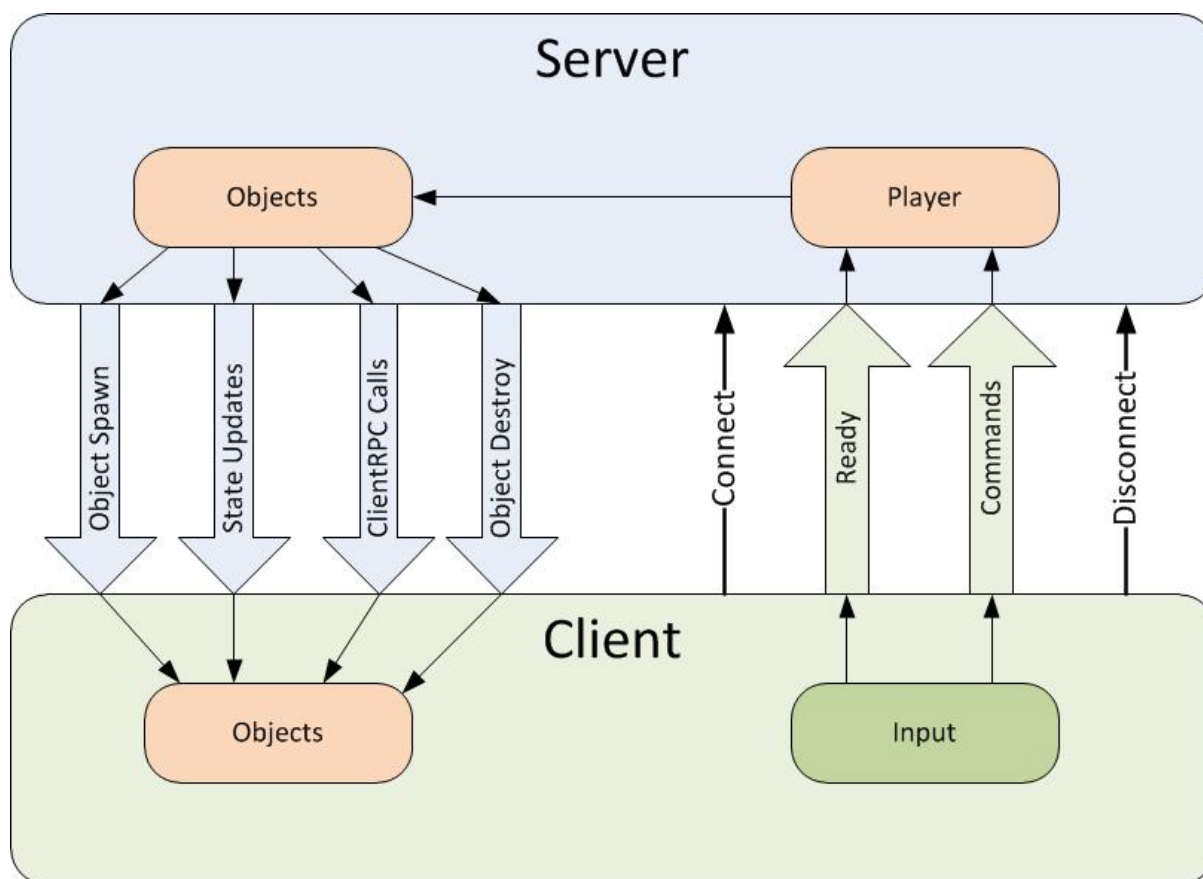 Server
Objects
Player
Object Spawn
State Updates
ClientRPC Calls
Object Destroy
Connect
Ready
Commands
Disconnect
Client
Objects
Input